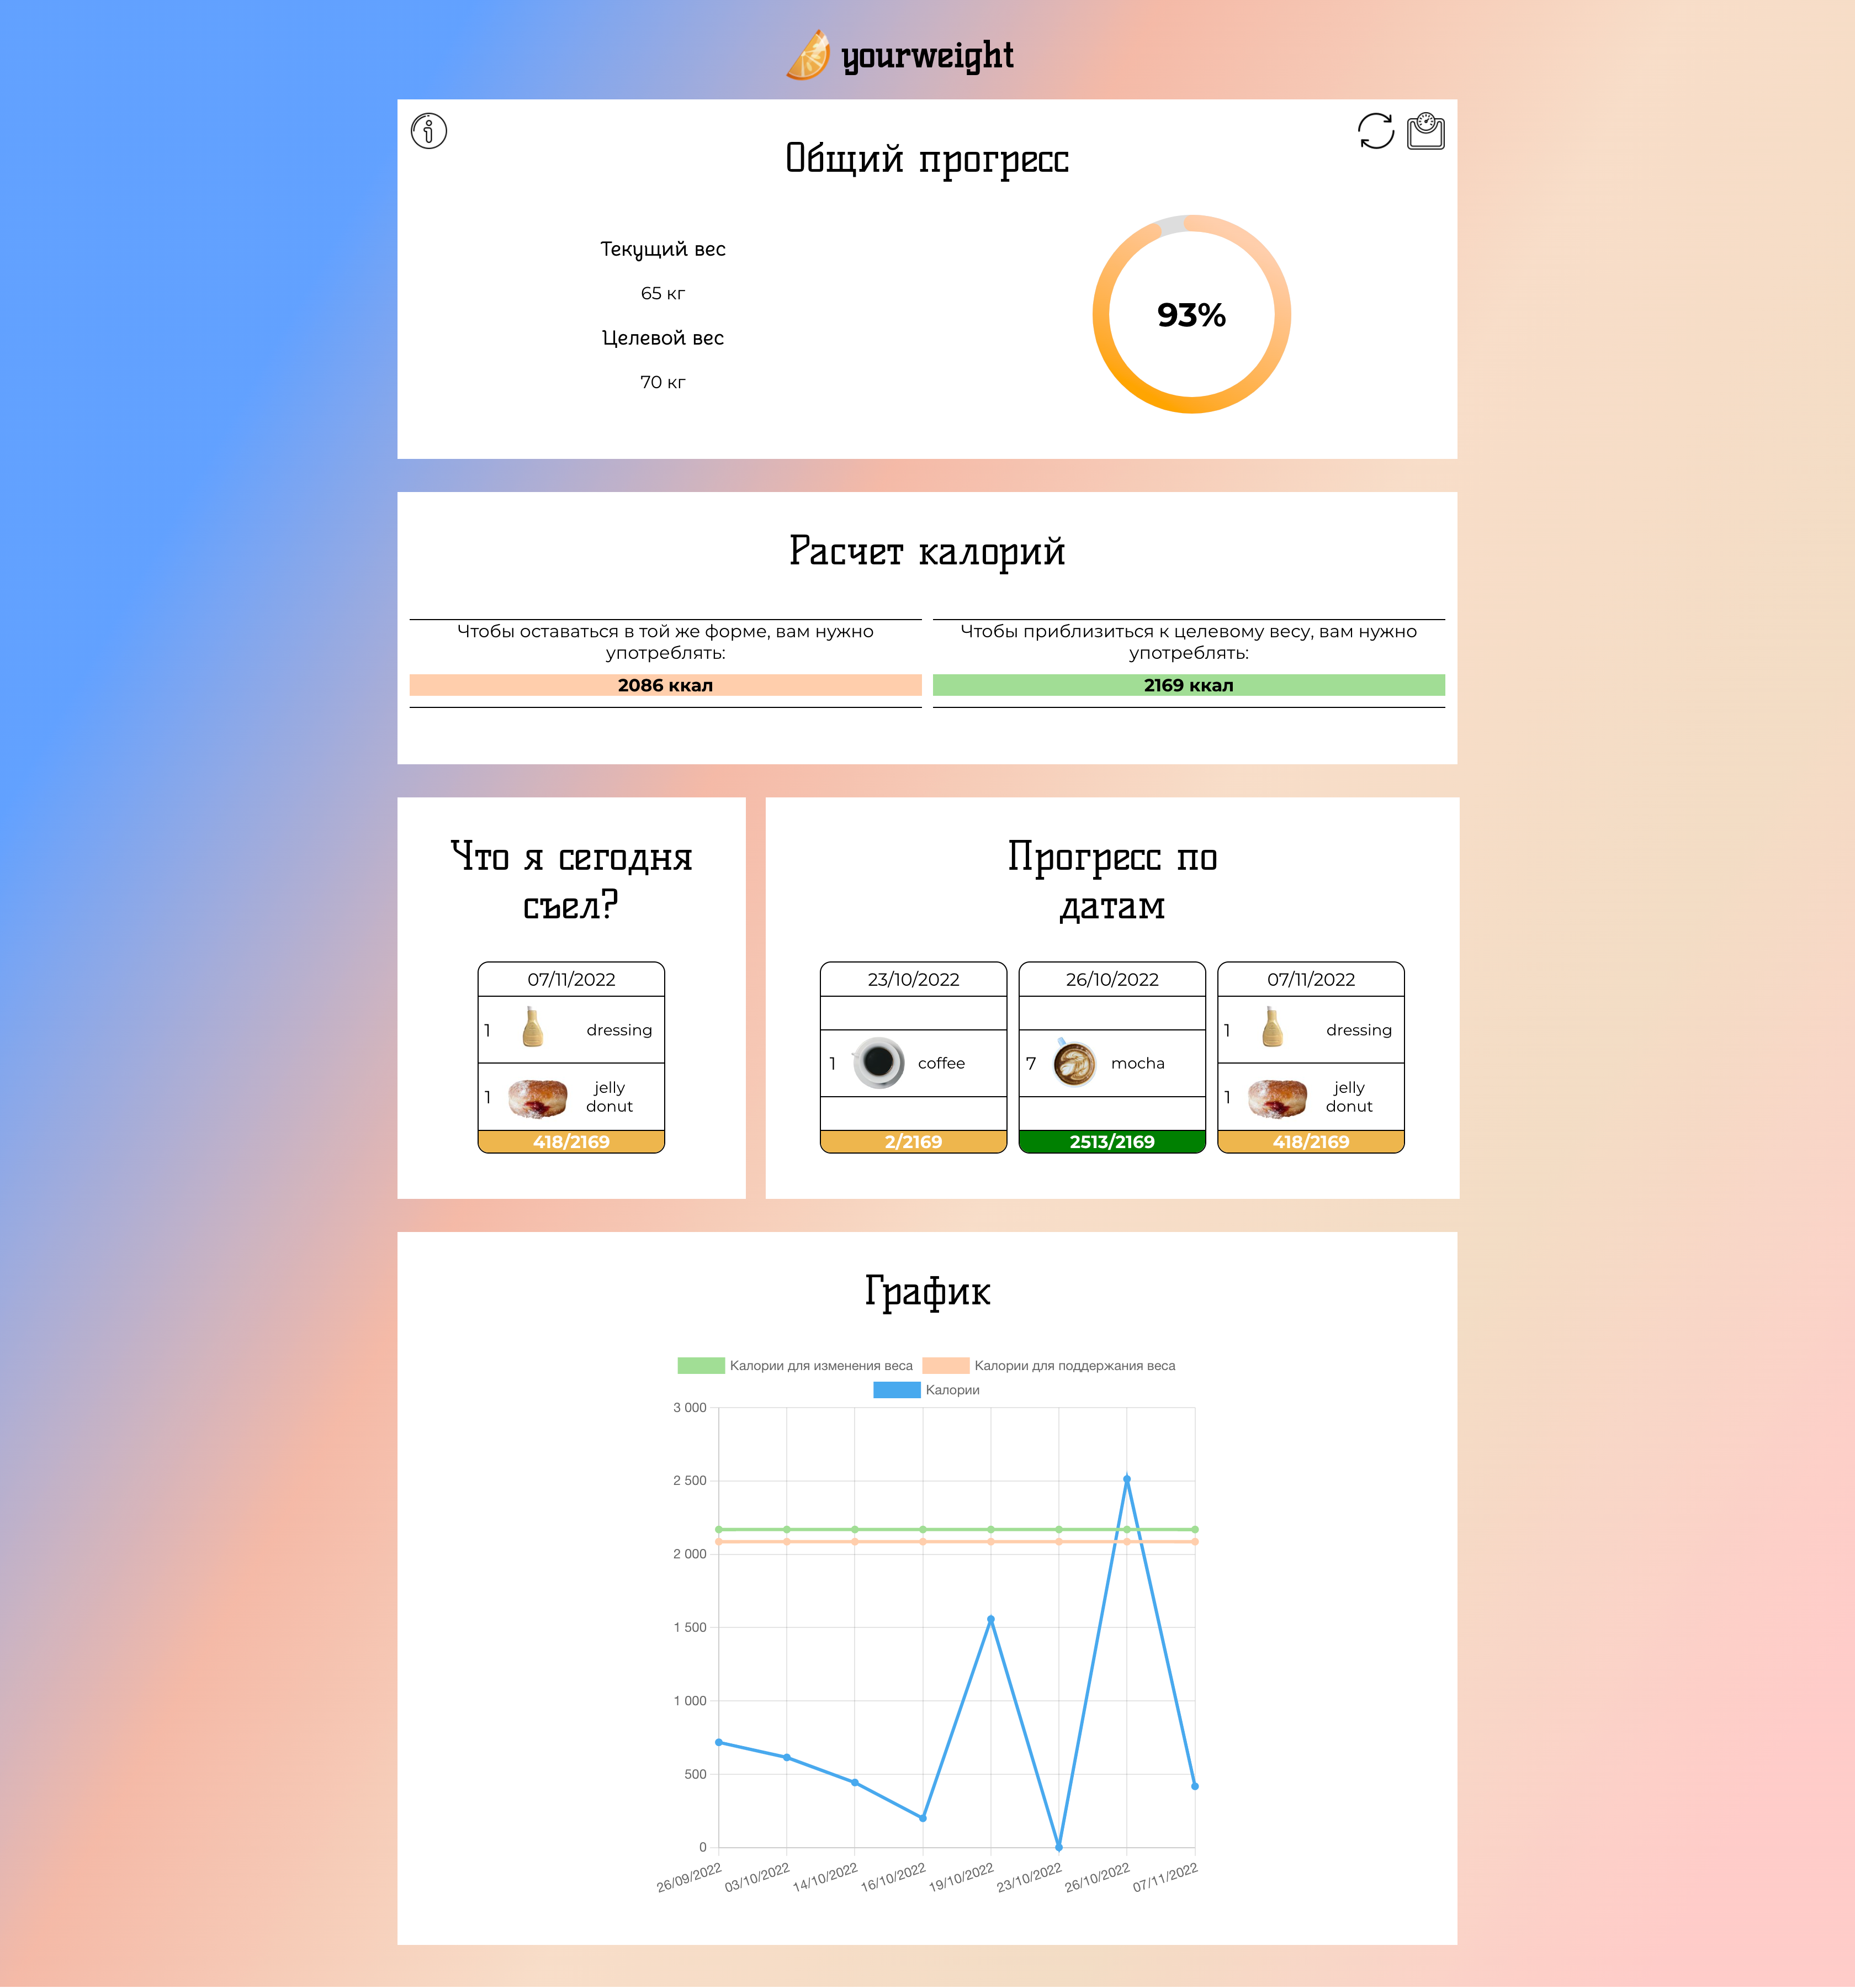 yourweight
Общий прогресс
Текущий вес
65 кг
Целевой вес
70 кг
93%
Расчет калорий
Чтобы оставаться в той же форме, вам нужно
употреблять:
2086 ккал
Чтобы приблизиться к целевому весу, вам нужно
употреблять:
2169 ккал
Что я сегодня
съел?
07/11/2022
1 dressing
1 jelly
donut
418/2169
Прогресс по
датам
23/10/2022
1 coffee
2/2169
26/10/2022
7 mocha
2513/2169
07/11/2022
1 dressing
1 jelly
donut
418/2169
График
Калории для изменения веса
Калории для поддержания веса
Калории
3 000
2 500
2 000
1 500
1 000
500
0
26/09/2022
03/10/2022
14/10/2022
16/10/2022
19/10/2022
23/10/2022
26/10/2022
07/11/2022